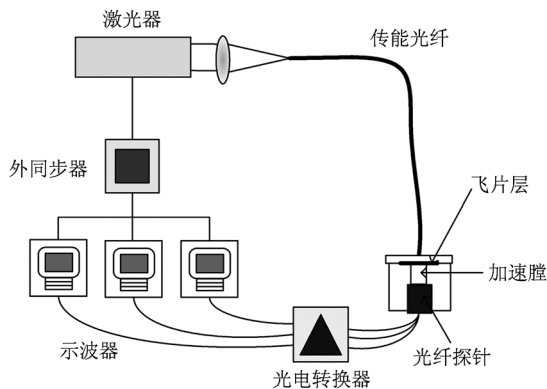 激光器
传能光纤
外同步器
飞片层
加速膛
示波器
光电转换器
光纤探针